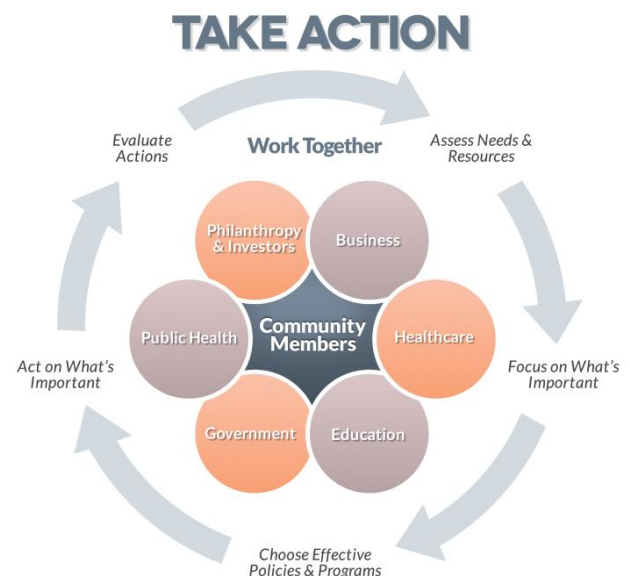 TAKE ACTION
Evaluate
Actions
Work Together
Assess Needs &
Resources
Philanthropy
& Investors
Business
Public Health
Community
Members
Healthcare
Act on What's
Important
Focus on What's
Important
Government
Education
Choose Effective
Policies & Programs